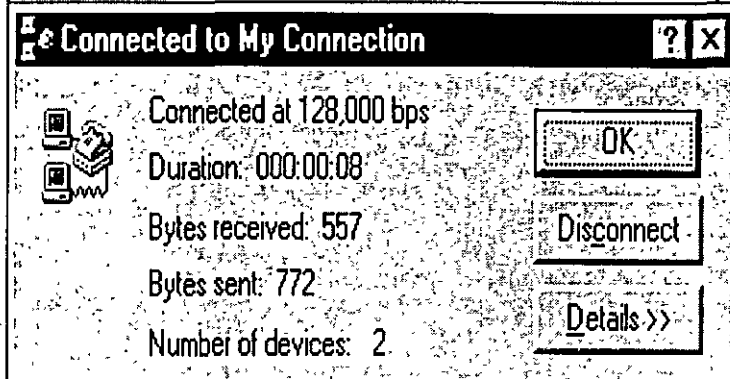 Connected to My Connection
Connected at 128,000 bps
Duration: 000:00:08
Bytes received: 557
Bytes sent: 772
Number of devices: 2
OK
Disconnect
Details >>